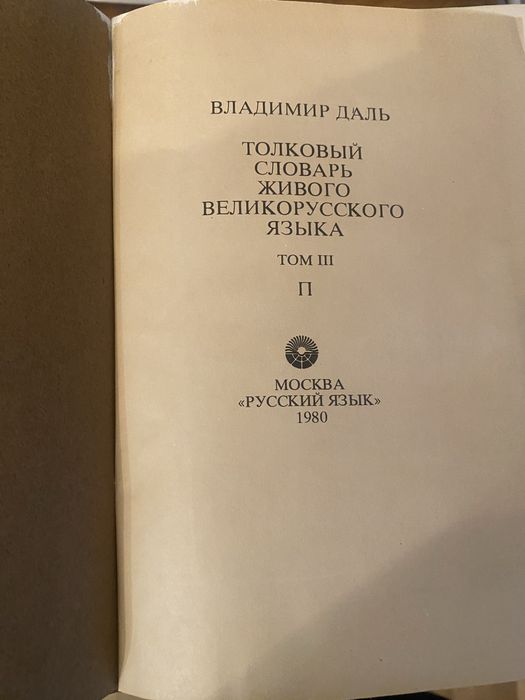 ВЛАДИМИР ДАЛЬ
ТОЛКОВЫЙ
СЛОВАРЬ
ЖИВОГО
ВЕЛИКОРУССКОГО
ЯЗЫКА
ТОМ III
П
МОСКВА
«РУССКИЙ ЯЗЫК»
1980